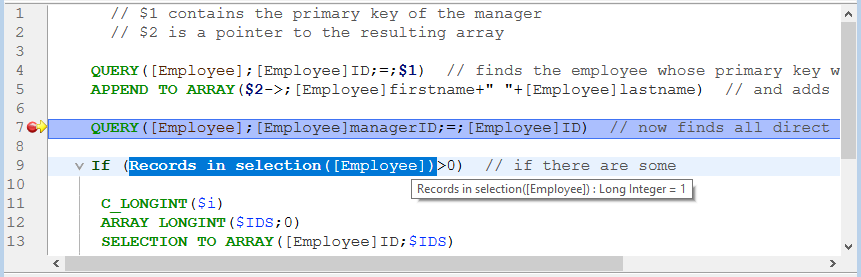 1 // $1 contains the primary key of the manager
2 // $2 is a pointer to the resulting array
3
4 QUERY([Employee];[Employee]ID;=;$1) // finds the employee whose primary key w
5 APPEND TO ARRAY($2->;[Employee]firstname+" "+[Employee]lastname) // and adds
6
7 QUERY([Employee];[Employee]managerID;=;[Employee]ID) // now finds all direct
8
9 If (Records in selection([Employee])>0) // if there are some
Records in selection([Employee]) : Long Integer = 1
10
11 C_LONGINT($i)
12 ARRAY LONGINT($IDS;0)
13 SELECTION TO ARRAY([Employee]ID;$IDS)